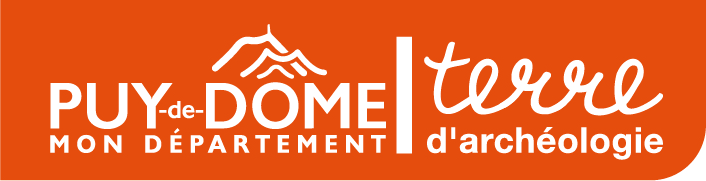 PUY-de-DOME
MON DÉPARTEMENT
terre
d'archéologie